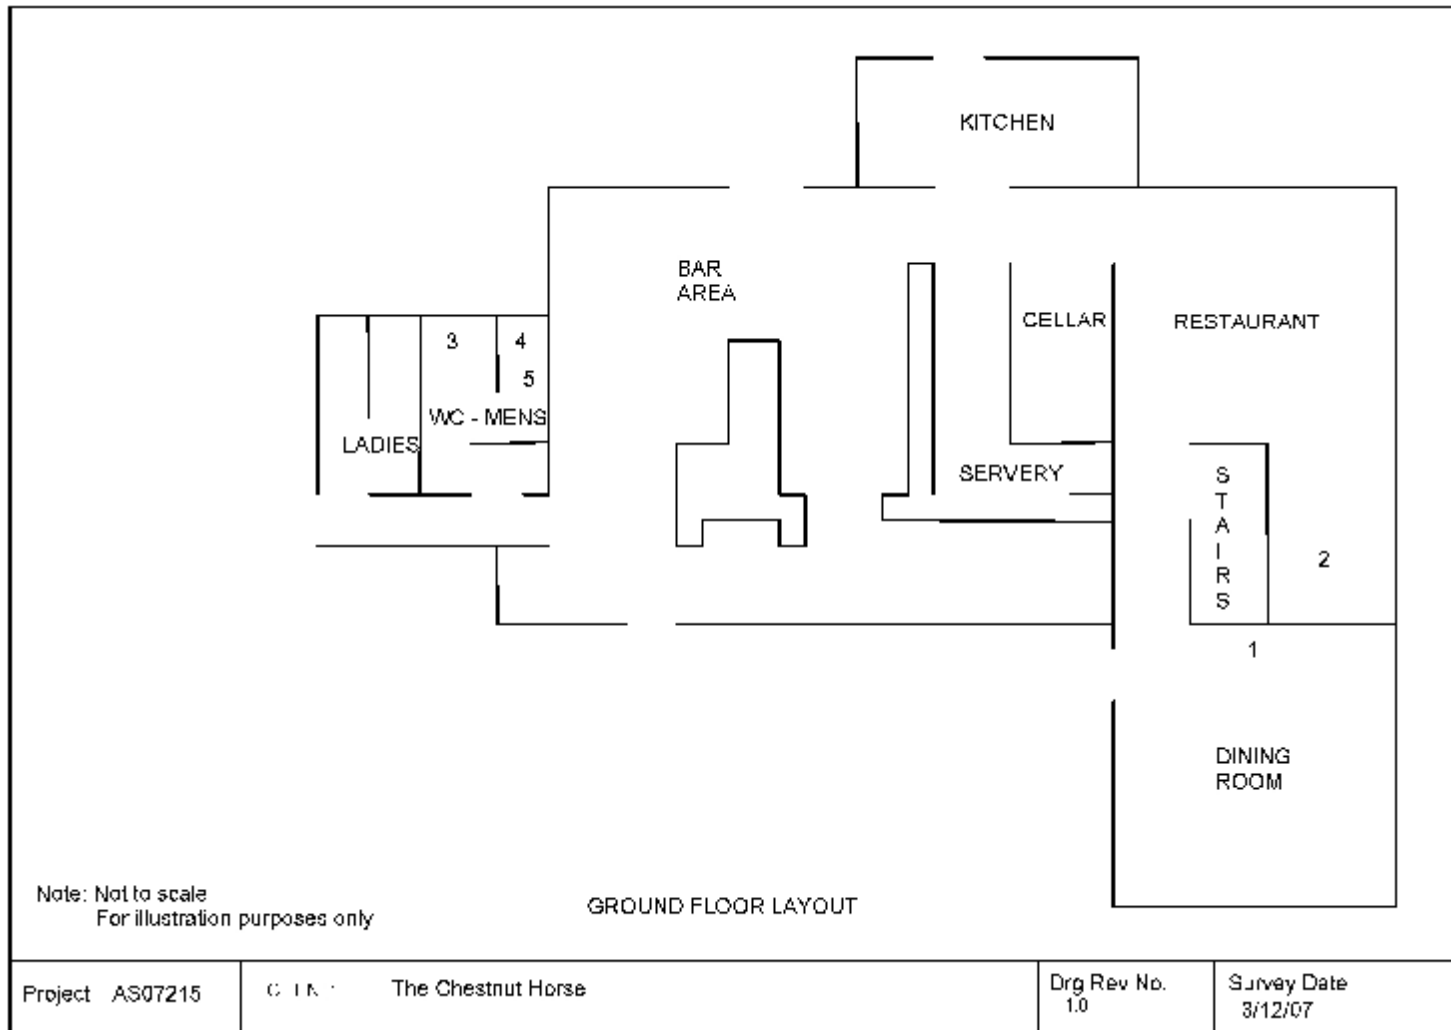 KITCHEN
BAR
AREA
CELLAR
RESTAURANT
3
4
5
WC - MENS
LADIES
SERVERY
STAIRS
2
1
DINING
ROOM
Note: Not to scale
For illustration purposes only
GROUND FLOOR LAYOUT
Project AS07215
The Chestnut Horse
Drg Rev No.
1.0
Survey Date
3/12/07